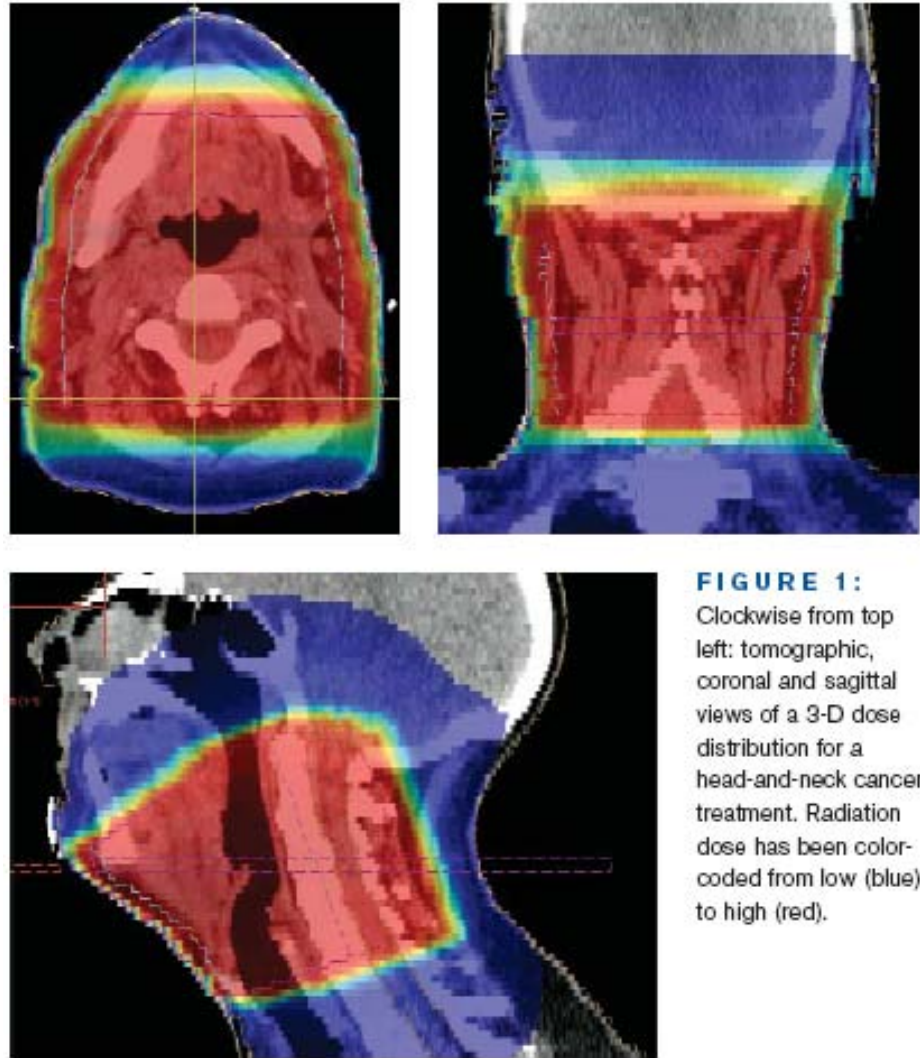 FIGURE 1:
Clockwise from top
left: tomographic,
coronal and sagittal
views of a 3-D dose
distribution for a
head-and-neck cancer
treatment. Radiation
dose has been color-
coded from low (blue)
to high (red).